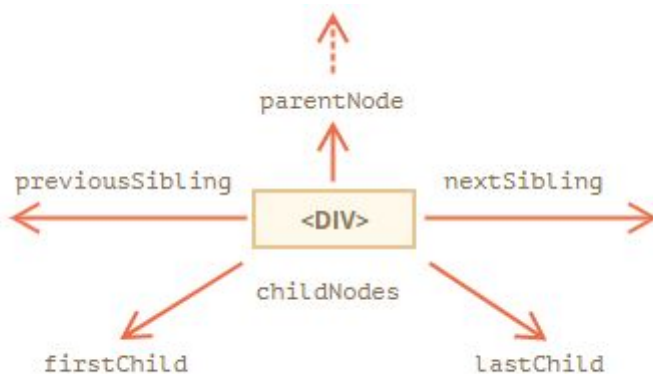 parentNode
previousSibling
nextSibling
<DIV>
childNodes
firstChild
lastChild